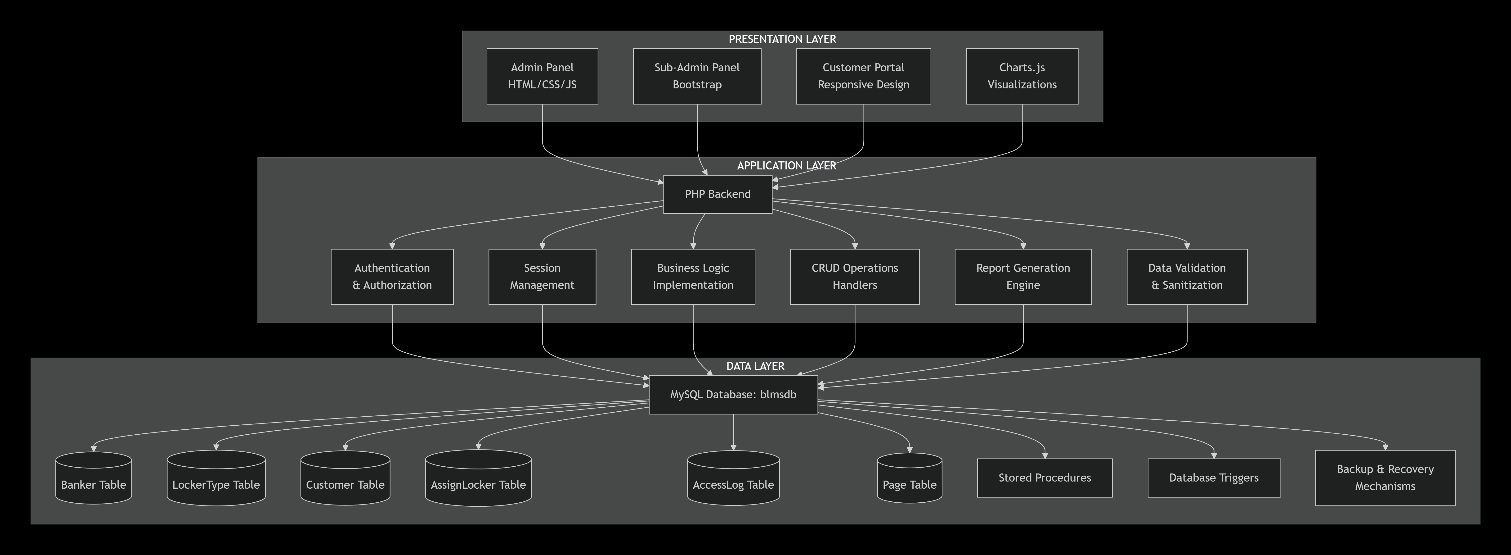 PRESENTATION LAYER
Admin Panel
HTML/CSS/JS
Sub-Admin Panel
Bootstrap
Customer Portal
Responsive Design
Charts.js
Visualizations
APPLICATION LAYER
PHP Backend
Authentication
& Authorization
Session
Management
Business Logic
Implementation
CRUD Operations
Handlers
Report Generation
Engine
Data Validation
& Sanitization
DATA LAYER
MySQL Database: blmsdb
Banker Table
LockerType Table
Customer Table
AssignLocker Table
AccessLog Table
Page Table
Stored Procedures
Database Triggers
Backup & Recovery
Mechanisms